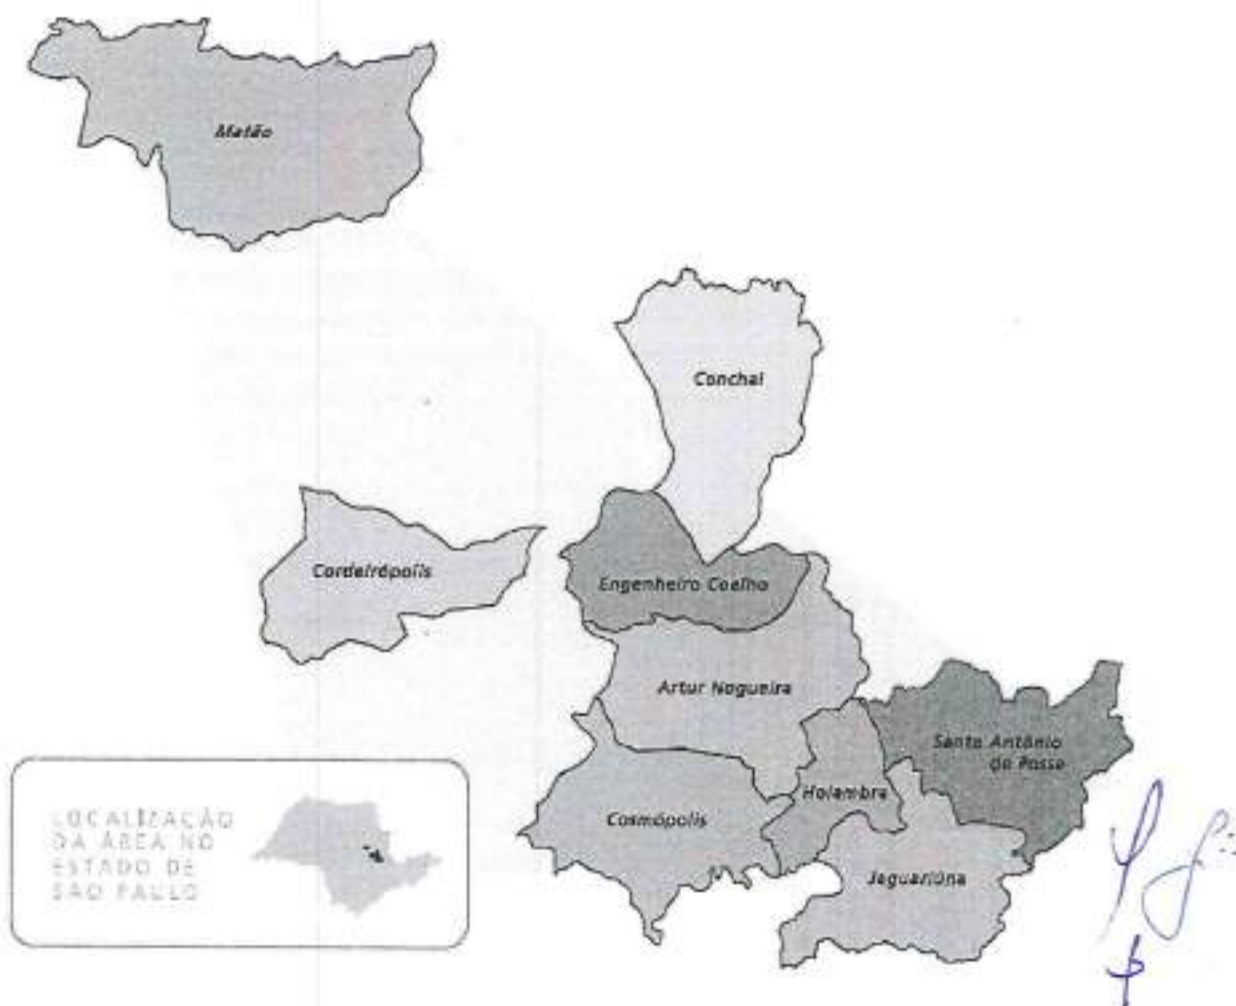 Matão
Conchal
Cordeirópolis
Engenheiro Coelho
Artur Nogueira
Santo Antônio
de Posse
Holambra
Cosmópolis
Jaguariúna
LOCALIZAÇÃO
DA ÁREA NO
ESTADO DE
SÃO PAULO